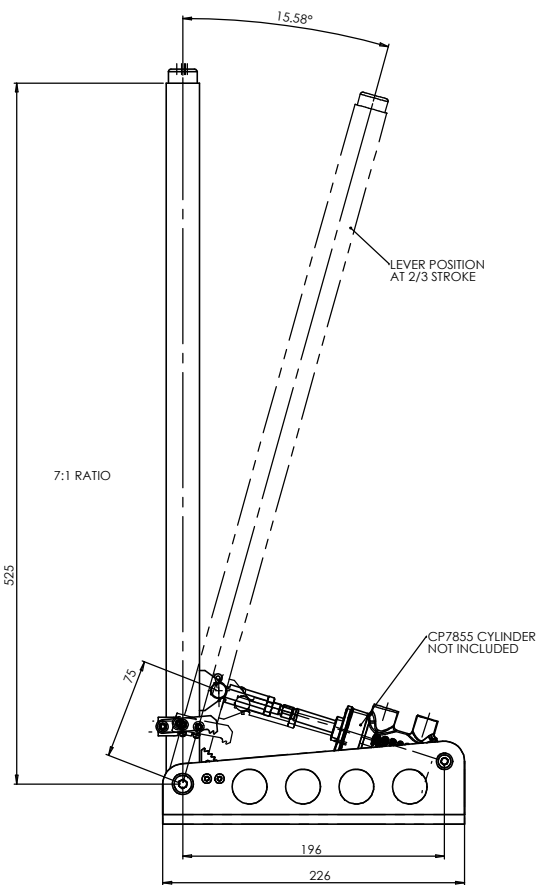 15.58°
LEVER POSITION
AT 2/3 STROKE
7:1 RATIO
525
CP7855 CYLINDER
NOT INCLUDED
75
196
226